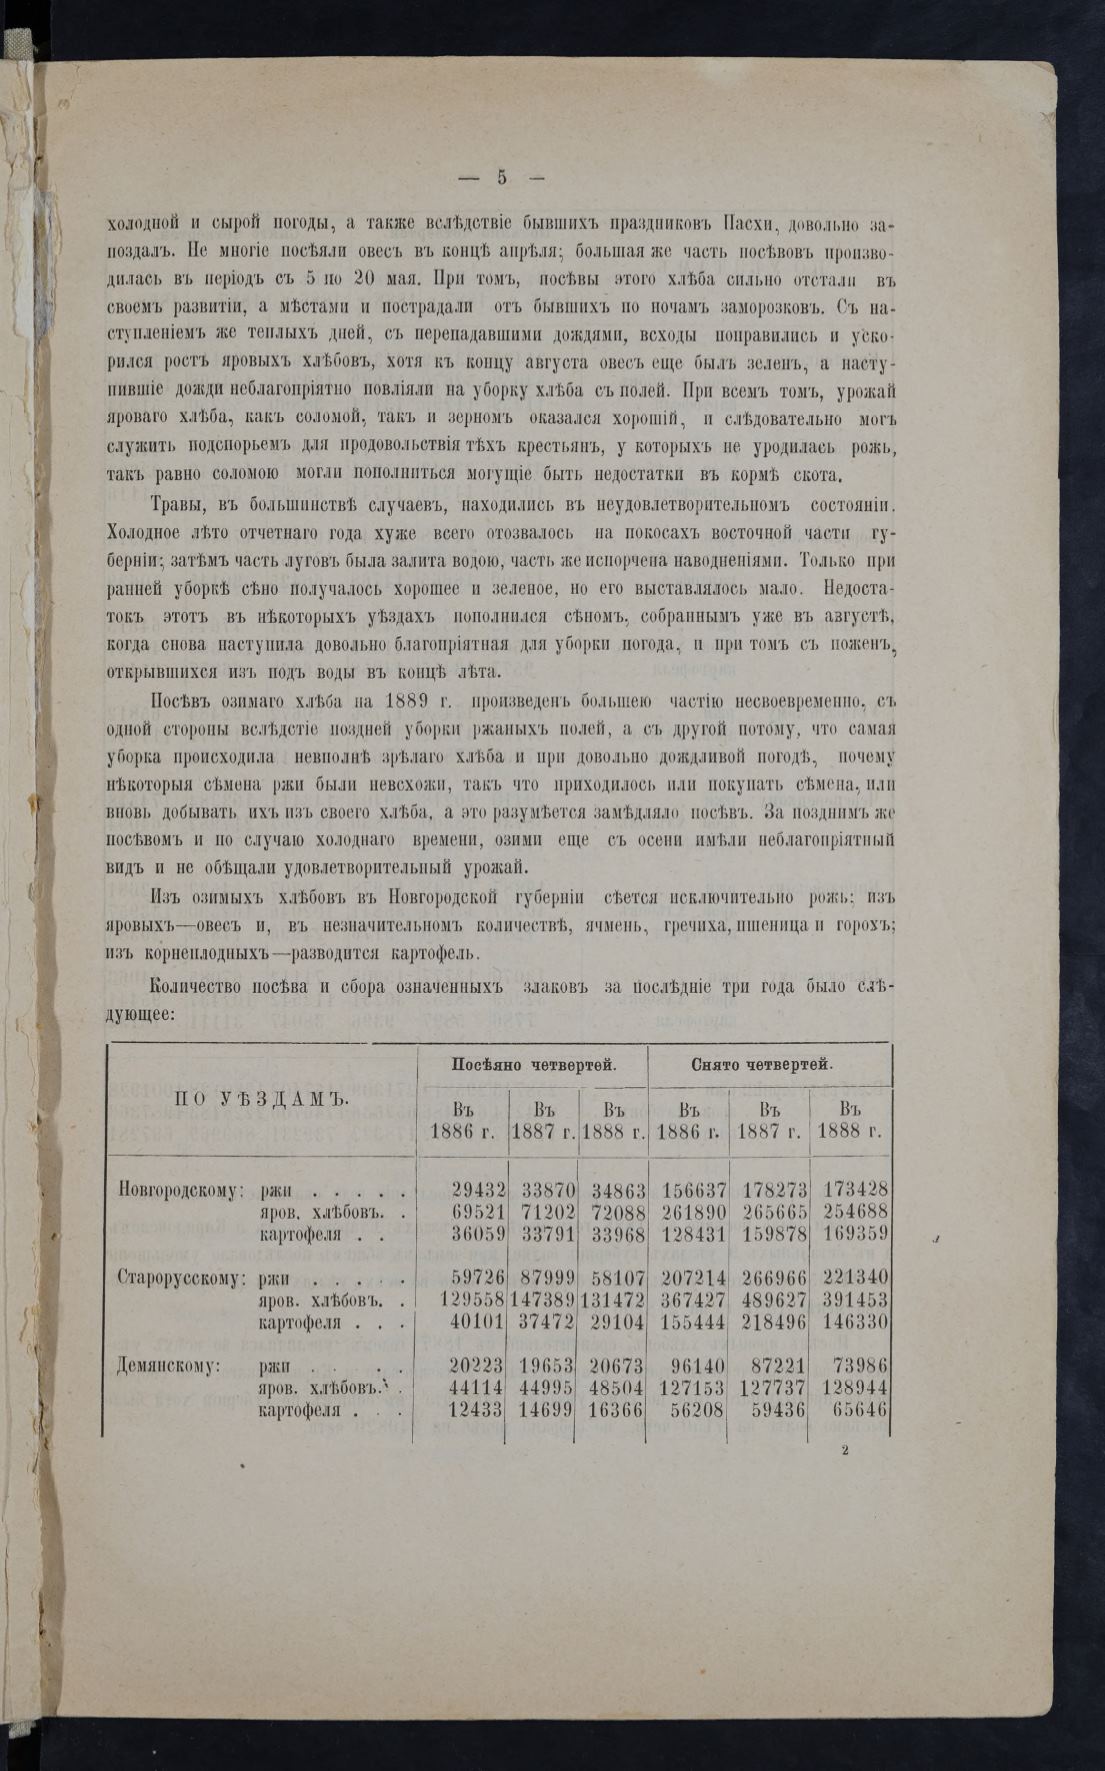 — 5 —
холодной и сырой погоды, а также вслѣдствіе бывшихъ праздниковъ Пасхи, довольно за-
поздалъ. Не многіе посѣяли овесъ въ концѣ апрѣля; большая же часть посѣвовъ произво-
дилась въ періодъ съ 5 по 20 мая. При томъ, посѣвы этого хлѣба сильно отстали въ
своемъ развитіи, а мѣстами и пострадали отъ бывшихъ по ночамъ заморозковъ. Съ на-
ступленіемъ же теплыхъ дней, съ перепадавшими дождями, всходы поправились и уско-
рился ростъ яровыхъ хлѣбовъ, хотя къ концу августа овесъ еще былъ зеленъ, а насту-
пившіе дожди неблагопріятно повліяли на уборку хлѣба съ полей. При всемъ томъ, урожай
яроваго хлѣба, какъ соломой, такъ и зерномъ оказался хорошій, и слѣдовательно могъ
служить подспорьемъ для продовольствія тѣхъ крестьянъ, у которыхъ не уродилась рожь,
такъ равно соломою могли пополниться могущіе быть недостатки въ кормѣ скота.
Травы, въ большинствѣ случаевъ, находились въ неудовлетворительномъ состояніи.
Холодное лѣто отчетнаго года хуже всего отозвалось на покосахъ восточной части гу-
берніи; затѣмъ часть луговъ была залита водою, часть же испорчена наводненіями. Только при
ранней уборкѣ сѣно получалось хорошее и зеленое, но его выставлялось мало. Недоста-
токъ этотъ въ нѣкоторыхъ уѣздахъ пополнился сѣномъ, собраннымъ уже въ августѣ,
когда снова наступила довольно благопріятная для уборки погода, и при томъ съ поженъ,
открывшихся изъ подъ воды въ концѣ лѣта.
Посѣвъ озимаго хлѣба на 1889 г. произведенъ большею частію несвоевременно, съ
одной стороны вслѣдстіе поздней уборки ржаныхъ полей, а съ другой потому, что самая
уборка происходила невполнѣ зрѣлаго хлѣба и при довольно дождливой погодѣ, почему
нѣкоторыя сѣмена ржи были невсхожи, такъ что приходилось или покупать сѣмена, или
вновь добывать ихъ изъ своего хлѣба, а это разумѣется замѣдляло посѣвъ. За позднимъ же
посѣвомъ и по случаю холоднаго времени, озими еще съ осени имѣли неблагопріятный
видъ и не обѣщали удовлетворительный урожай.
Изъ озимыхъ хлѣбовъ въ Новгородской губерніи сѣется исключительно рожь; изъ
яровыхъ—овесъ и, въ незначительномъ количествѣ, ячмень, гречиха, пшеница и горохъ;
изъ корнеплодныхъ—разводится картофель.
Количество посѣва и сбора означенныхъ злаковъ за послѣдніе три года было слѣ-
дующее:
ПО УѢЗДАМЪ. Посѣяно четвертей. Снято четвертей.
Въ Въ Въ Въ Въ Въ
1886 г. 1887 г. 1888 г. 1886 г. 1887 г. 1888 г.
Новгородскому: ржи . . . . . 29432 33870 34863 156637 178273 173428
яров. хлѣбовъ. . 69521 71202 72088 261890 265665 254688
картофеля . . 36059 33791 33968 128431 159878 169359
Старорусскому: ржи . . . . . 59726 87999 58107 207214 266966 221340
яров. хлѣбовъ. . 129558 147389 131472 367427 489627 391453
картофеля . . . 40101 37472 29104 155444 218496 146330
Демянскому: ржи . . . . 20223 19653 20673 96140 87221 73986
яров. хлѣбовъ. . 44114 44995 48504 127153 127737 128944
картофеля . . . 12433 14699 16366 56208 59436 65646
2